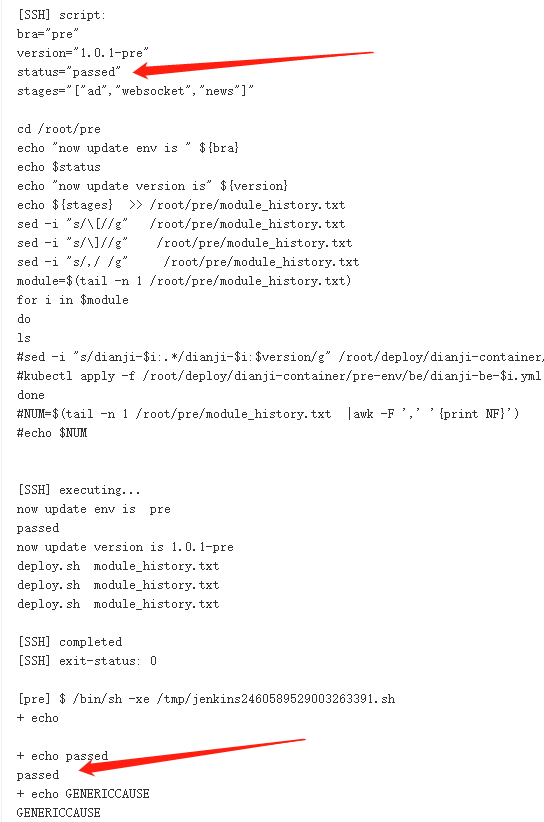 [SSH] script:
bra="pre"
version="1.0.1-pre"
status="passed"
stages="["ad","websocket","news"]"
cd /root/pre
echo "now update env is " ${bra}
echo $status
echo "now update version is" ${version}
echo ${stages}  >> /root/pre/module_history.txt
sed -i "s/\[//g"   /root/pre/module_history.txt
sed -i "s/\]//g"    /root/pre/module_history.txt
sed -i "s/,/ /g"     /root/pre/module_history.txt
module=$(tail -n 1 /root/pre/module_history.txt)
for i in $module
do
ls
#sed -i "s/dianji-$i:.*/dianji-$i:$version/g" /root/deploy/dianji-container,
#kubectl apply -f /root/deploy/dianji-container/pre-env/be/dianji-be-$i.yml
done
#NUM=$(tail -n 1 /root/pre/module_history.txt  |awk -F ',' '{print NF}')
#echo $NUM
[SSH] executing...
now update env is  pre
passed
now update version is 1.0.1-pre
deploy.sh  module_history.txt
deploy.sh  module_history.txt
deploy.sh  module_history.txt
[SSH] completed
[SSH] exit-status: 0
[pre] $ /bin/sh -xe /tmp/jenkins2460589529003263391.sh
+ echo
+ echo passed
passed
+ echo GENERICCAUSE
GENERICCAUSE